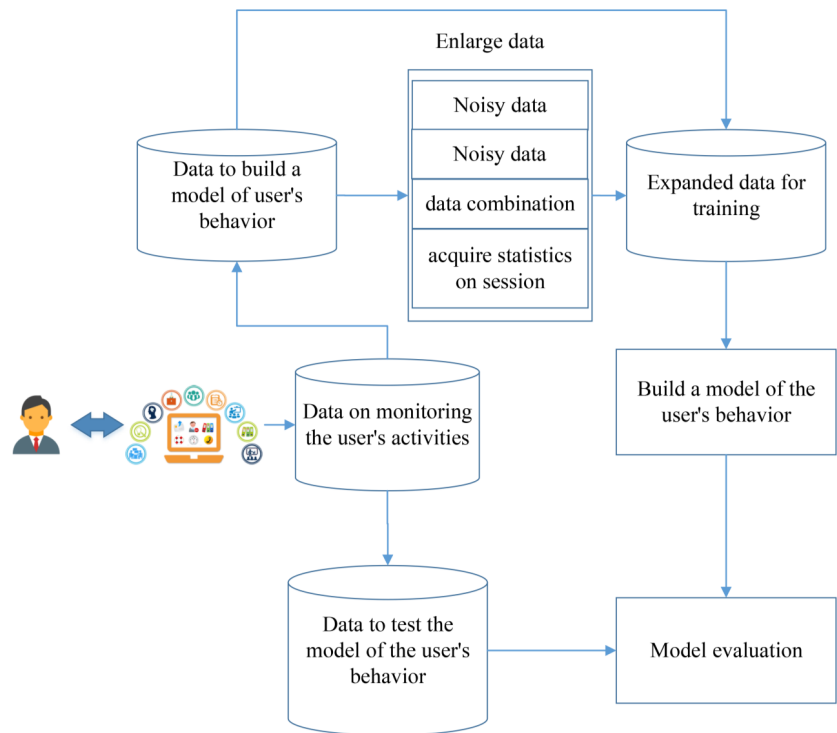 Enlarge data
Noisy data
Noisy data
data combination
acquire statistics
on session
Data to build a
model of user's
behavior
Expanded data for
training
Data on monitoring
the user's activities
Build a model of the
user's behavior
Data to test the
model of the user's
behavior
Model evaluation